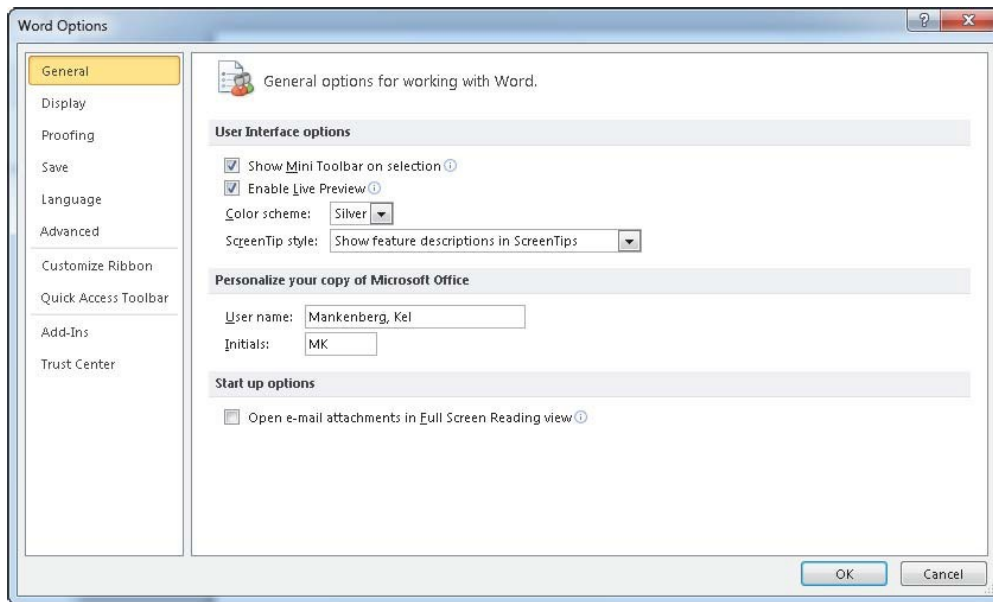 Word Options
General
Display
Proofing
Save
Language
Advanced
Customize Ribbon
Quick Access Toolbar
Add-Ins
Trust Center
General options for working with Word.
User Interface options
Show Mini Toolbar on selection
Enable Live Preview
Color scheme: Silver
ScreenTip style: Show feature descriptions in ScreenTips
Personalize your copy of Microsoft Office
User name: Mankenberg, Kel
Initials: MK
Start up options
Open e-mail attachments in Full Screen Reading view
OK Cancel